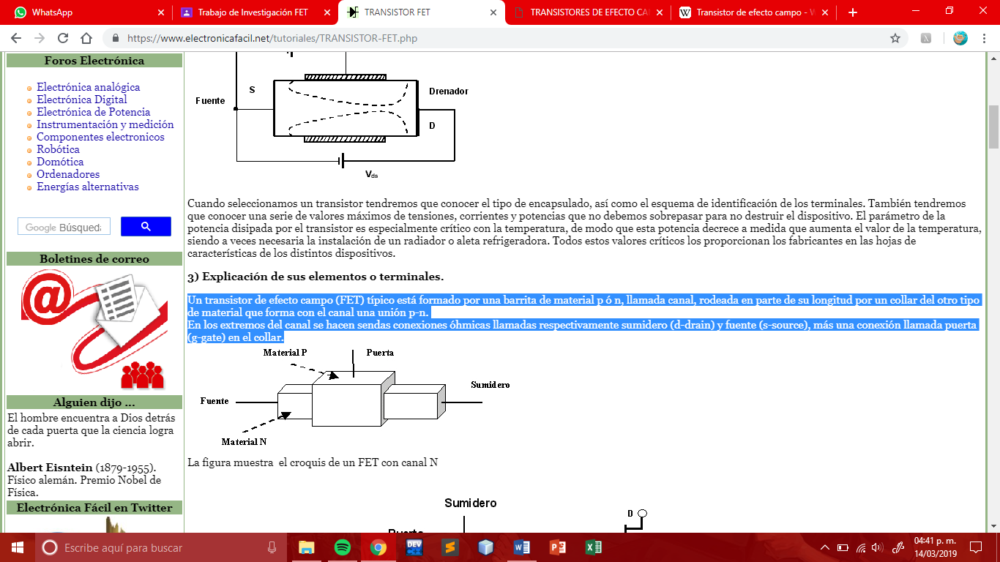 WhatsApp
Trabajo de Investigación FET
TRANSISTOR FET
TRANSISTORES DE EFECTO CA
Transistor de efecto campo - W
https://www.electronicafacil.net/tutoriales/TRANSISTOR-FET.php
Foros Electrónica
Electrónica analógica
Electrónica Digital
Electrónica de Potencia
Instrumentación y medición
Componentes electronicos
Robótica
Domótica
Ordenadores
Energías alternativas
Google Búsqueda
Boletines de correo
Alguien dijo ...
El hombre encuentra a Dios detrás
de cada puerta que la ciencia logra
abrir.
Albert Eisntein (1879-1955).
Físico alemán. Premio Nobel de
Física.
Electrónica Fácil en Twitter
S
Fuente
Drenador
D
Vds
Cuando seleccionamos un transistor tendremos que conocer el tipo de encapsulado, así como el esquema de identificación de los terminales. También tendremos
que conocer una serie de valores máximos de tensiones, corrientes y potencias que no debemos sobrepasar para no destruir el dispositivo. El parámetro de la
potencia disipada por el transistor es especialmente crítico con la temperatura, de modo que esta potencia decrece a medida que aumenta el valor de la temperatura,
siendo a veces necesaria la instalación de un radiador o aleta refrigeradora. Todos estos valores críticos los proporcionan los fabricantes en las hojas de
características de los distintos dispositivos.
3) Explicación de sus elementos o terminales.
Un transistor de efecto campo (FET) típico está formado por una barrita de material p ó n, llamada canal, rodeada en parte de su longitud por un collar del otro tipo
de material que forma con el canal una unión p-n.
En los extremos del canal se hacen sendas conexiones óhmicas llamadas respectivamente sumidero (d-drain) y fuente (s-source), más una conexión llamada puerta
(g-gate) en el collar.
Material P
Puerta
Sumidero
Fuente
Material N
La figura muestra el croquis de un FET con canal N
Sumidero
D
Puerta
Escribe aquí para buscar
DEV
04:41 p. m.
14/03/2019